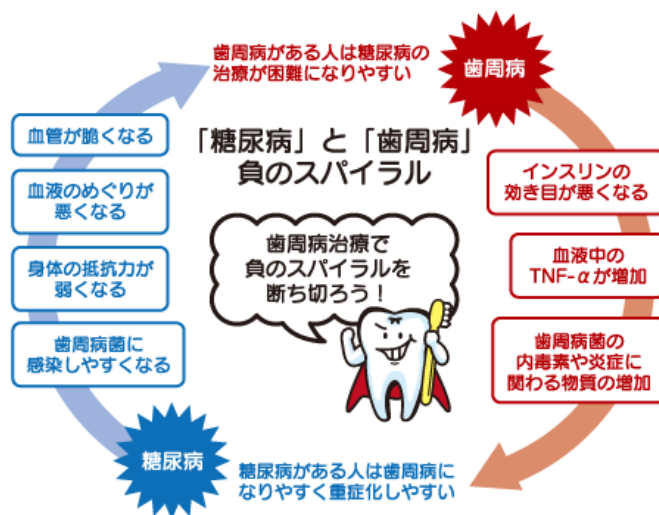 歯周病がある人は糖尿病の
治療が困難になりやすい
歯周病
「糖尿病」と「歯周病」
負のスパイラル
インスリンの
効き目が悪くなる
血液中の
TNF-αが増加
歯周病菌の
内毒素や炎症に
関わる物質の増加
歯周病治療で
負のスパイラルを
断ち切ろう！
糖尿病がある人は歯周病に
なりやすく重症化しやすい
糖尿病
歯周病菌に
感染しやすくなる
身体の抵抗力が
弱くなる
血液のめぐりが
悪くなる
血管が脆くなる